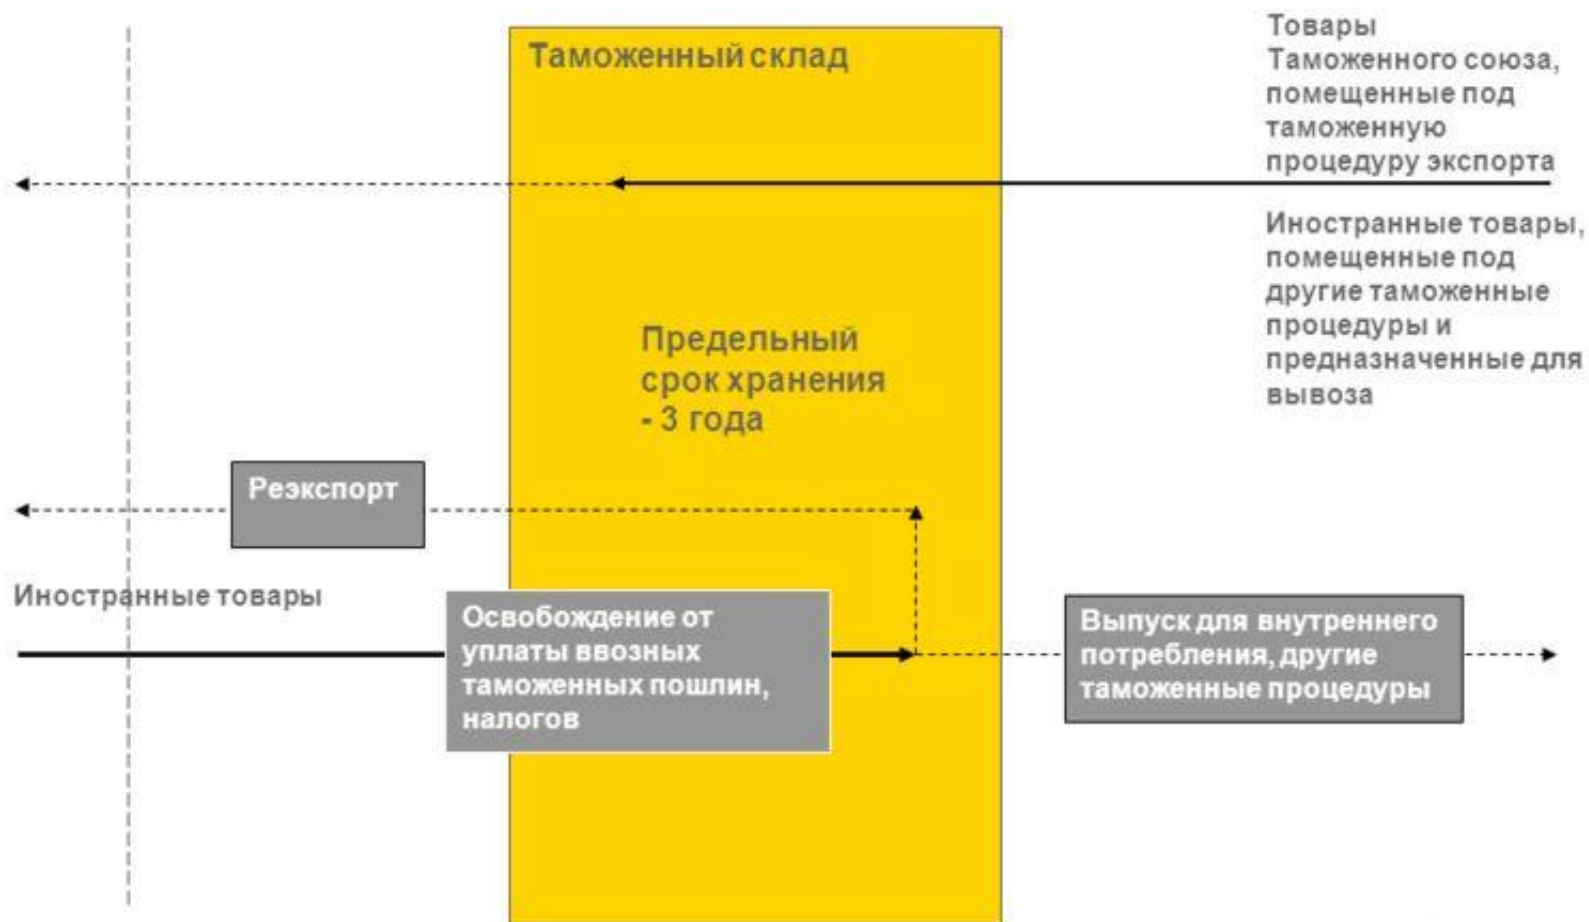 Таможенный склад
Товары
Таможенного союза,
помещенные под
таможенную
процедуру экспорта
Иностранные товары,
помещенные под
другие таможенные
процедуры и
предназначенные для
вывоза
Предельный
срок хранения
- 3 года
Реэкспорт
Иностранные товары
Освобождение от
уплаты ввозных
таможенных пошлин,
налогов
Выпуск для внутреннего
потребления, другие
таможенные процедуры